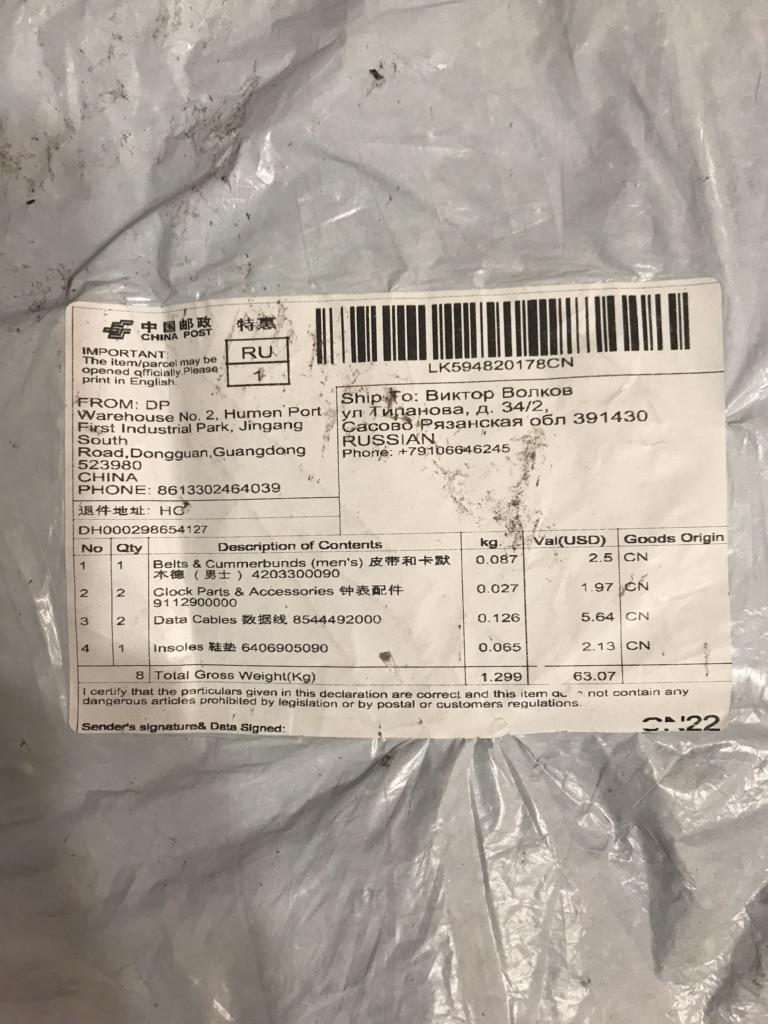 中国邮政
CHINA POST
特惠
RU
1
IMPORTANT:
The item/parcel may be
opened officially.Please
print in English.
LK594820178CN
FROM: DP
Warehouse No. 2, Humen Port
First Industrial Park, Jingang
South
Road,Dongguan,Guangdong
523980
CHINA
PHONE: 8613302464039
退件地址: HC
DH000298654127
Ship To: Виктор Волков
ул Типанова, д. 34/2,
Сасово Рязанская обл 391430
RUSSIAN
Phone: +79106646245
No Qty Description of Contents kg. Val(USD) Goods Origin
1 1 Belts & Cummerbunds (men's) 皮带和卡默 0.087 2.5 CN
本德 ( 男士 ) 4203300090
2 2 Clock Parts & Accessories 钟表配件 0.027 1.97 CN
9112900000
3 2 Data Cables 数据线 8544492000 0.126 5.64 CN
4 1 Insoles 鞋垫 6406905090 0.065 2.13 CN
8 Total Gross Weight(Kg) 1.299 63.07
I certify that the particulars given in this declaration are correct and this item not contain any
dangerous articles prohibited by legislation or by postal or customers regulations.
Sender's signature& Data Signed:
CN22